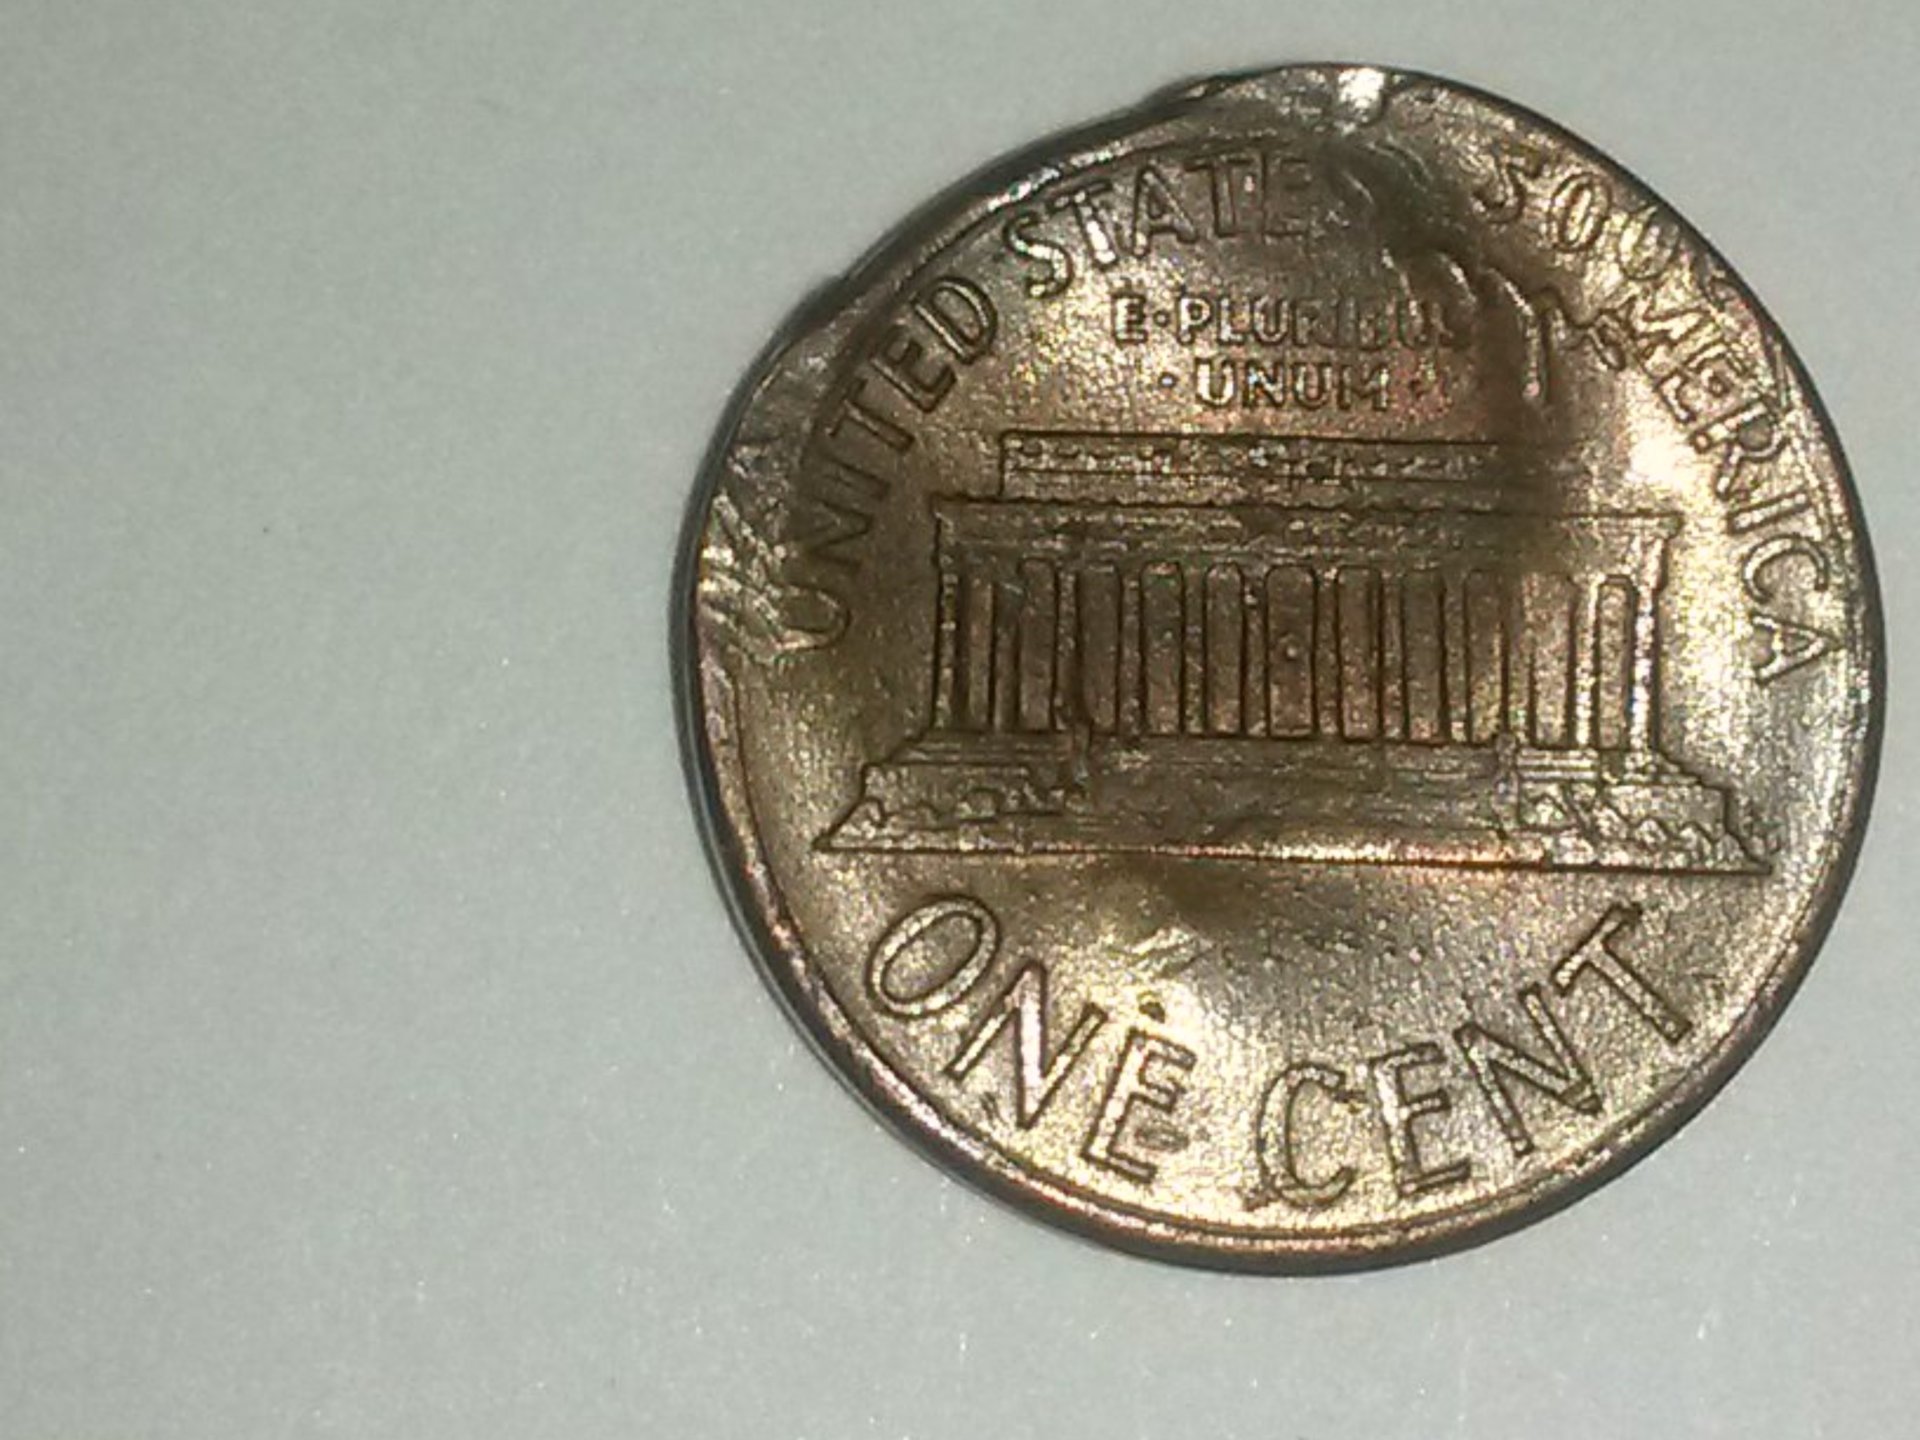 UNITED STATES
AMERICA
E·PLURIBUS
·UNUM·
ONE CENT